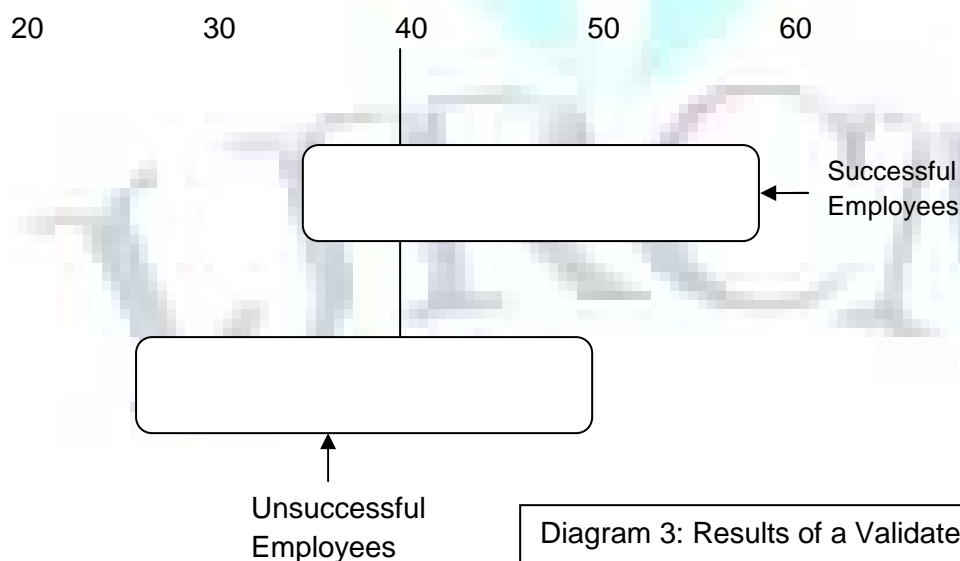 20 30 40 50 60
Successful
Employees
Unsuccessful
Employees
Diagram 3: Results of a Validate